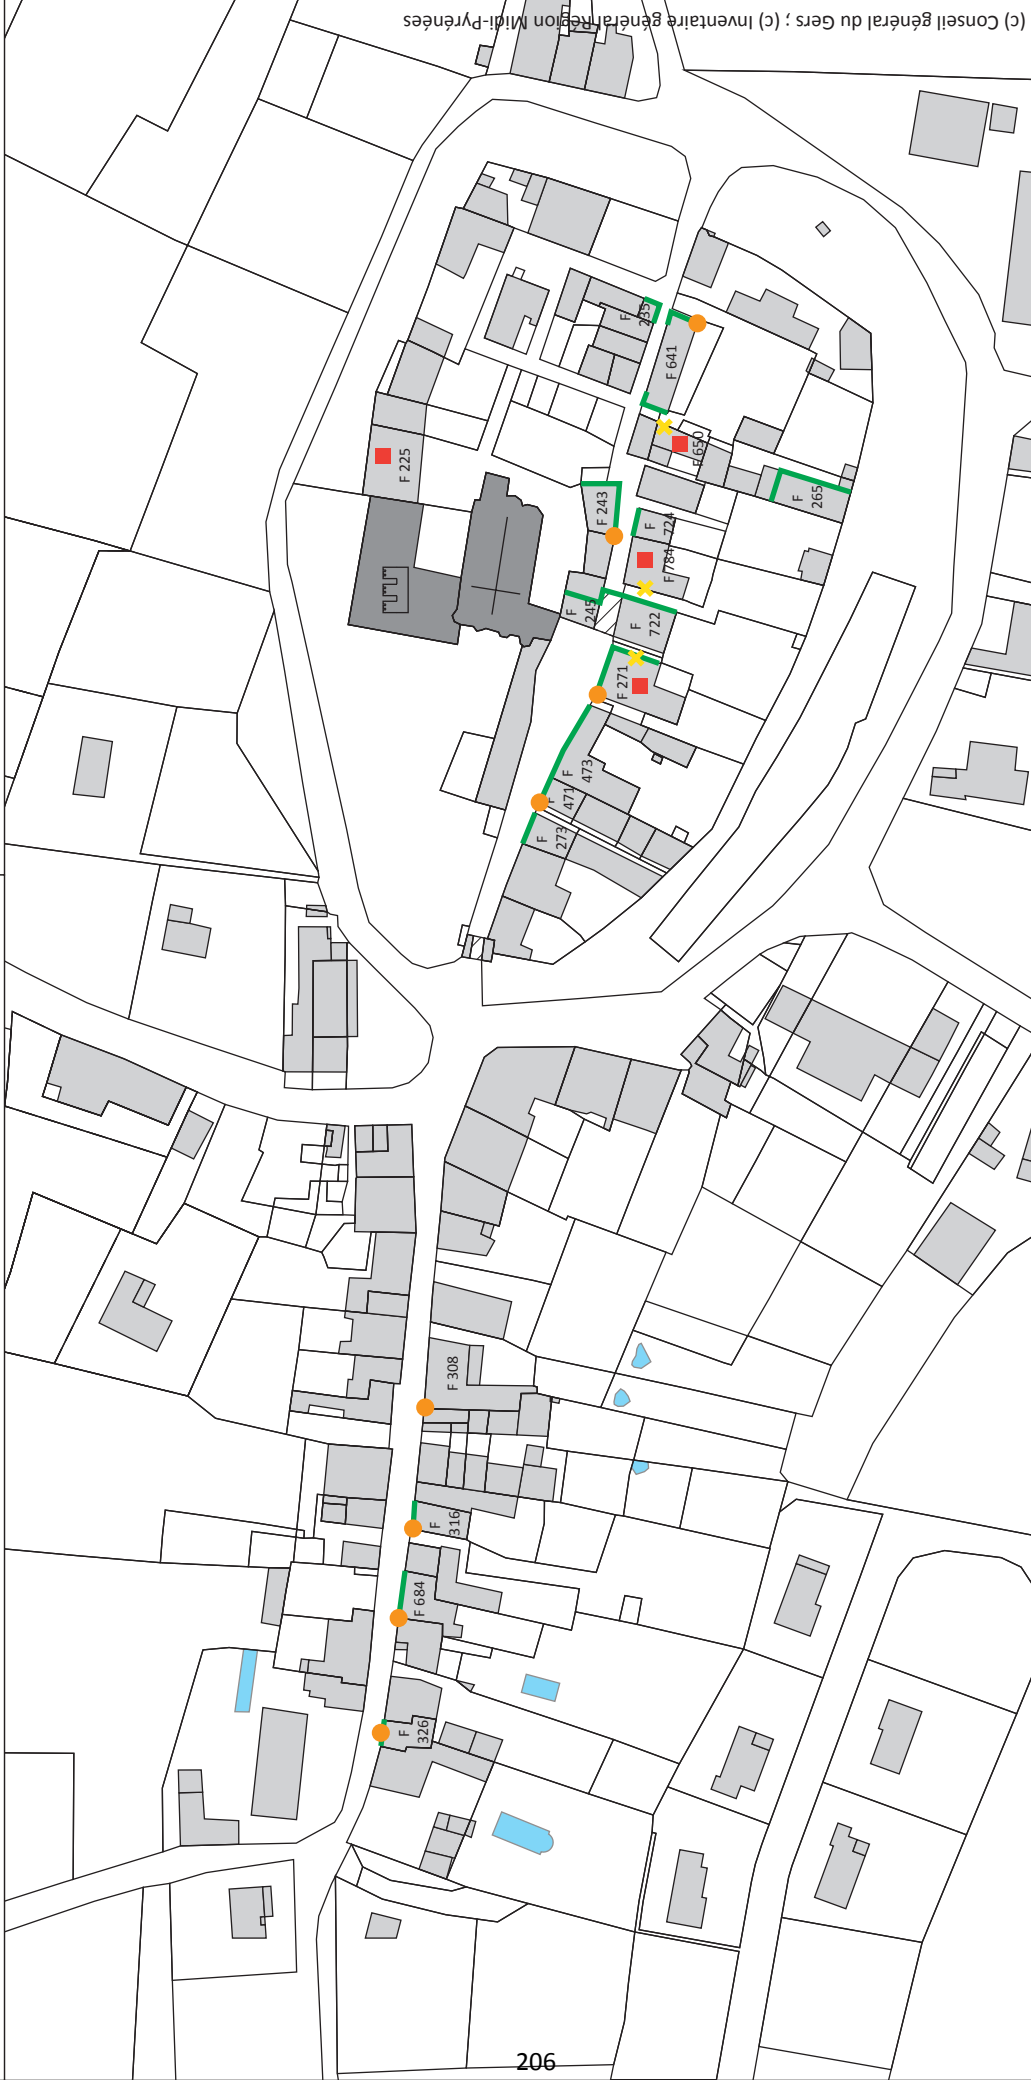 (c) Conseil général du Gers ; (c) Inventaire général Région Midi-Pyrénées
F 225
F
235
F 641
F 650
F
265
F 243
F
724
F 784
F
245
F
722
F 271
F
473
F
471
F
273
F 308
F
316
F 684
F
326
206